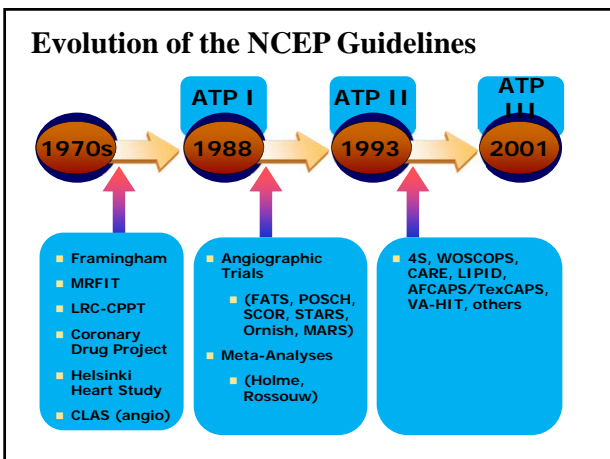 Evolution of the NCEP Guidelines
ATP I
ATP II
ATP
III
1970s
1988
1993
2001
■ Framingham
■ MRFIT
■ LRC-CPPT
■ Coronary
Drug Project
■ Helsinki
Heart Study
■ CLAS (angio)
■ Angiographic
Trials
■ (FATS, POSCH,
SCOR, STARS,
Ornish, MARS)
■ Meta-Analyses
■ (Holme,
Rossouw)
■ 4S, WOSCOPS,
CARE, LIPID,
AFCAPS/TexCAPS,
VA-HIT, others